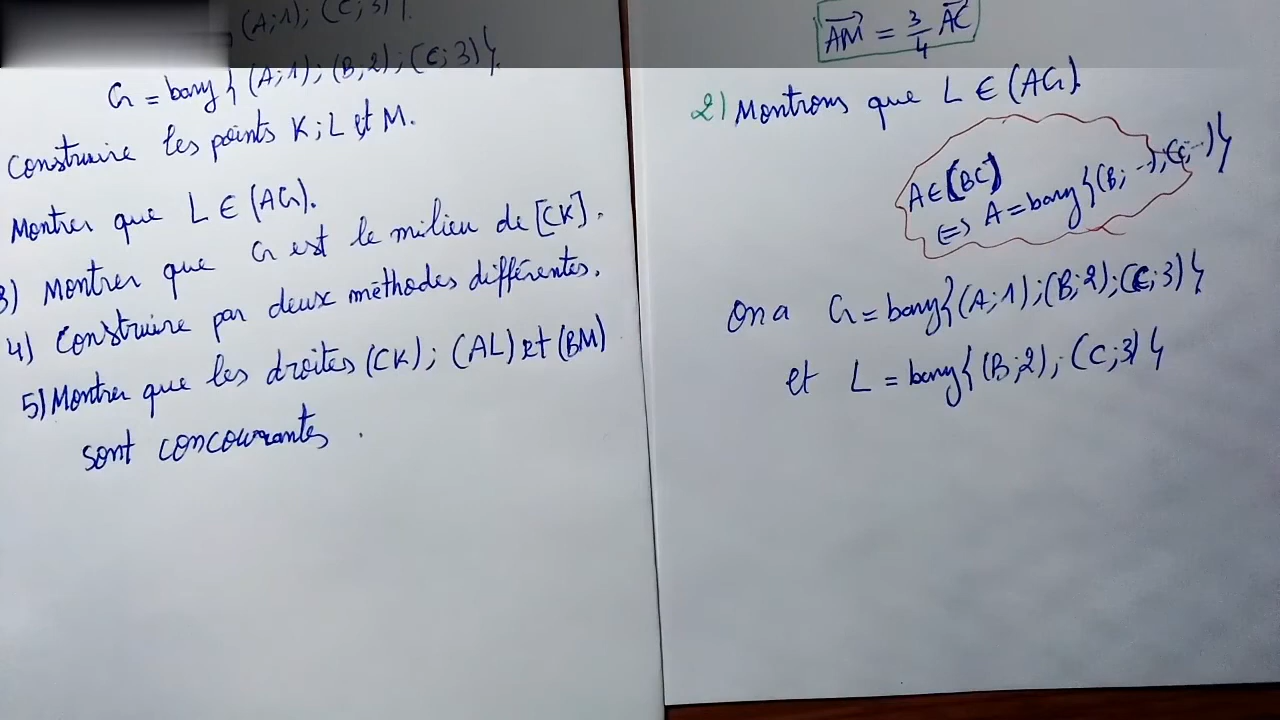 (A;1); (C;3)}.
G = bary{(A;1); (B,2); (C;3)}.
Construire les points K; L et M.
Montrer que L ∈ (AG).
3) Montrer que G est le milieu de [CK].
4) Construire par deux méthodes différentes.
5) Montrer que les droites (CK); (AL) et (BM)
sont concourantes.
AM = 3/4 AC
2) Montrons que L ∈ (AG).
A ∈ (BC)
⇔ A = bary{(B; ...); (C; ...)}
On a G = bary{(A;1); (B;2); (C;3)}
et L = bary{(B;2); (C;3)}